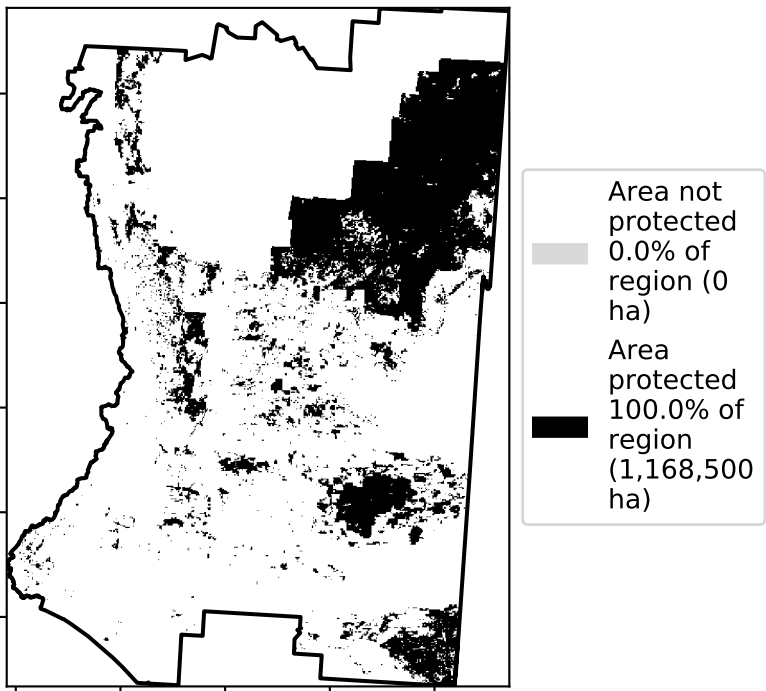 Area not
protected
0.0% of
region (0
ha)
Area
protected
100.0% of
region
(1,168,500
ha)